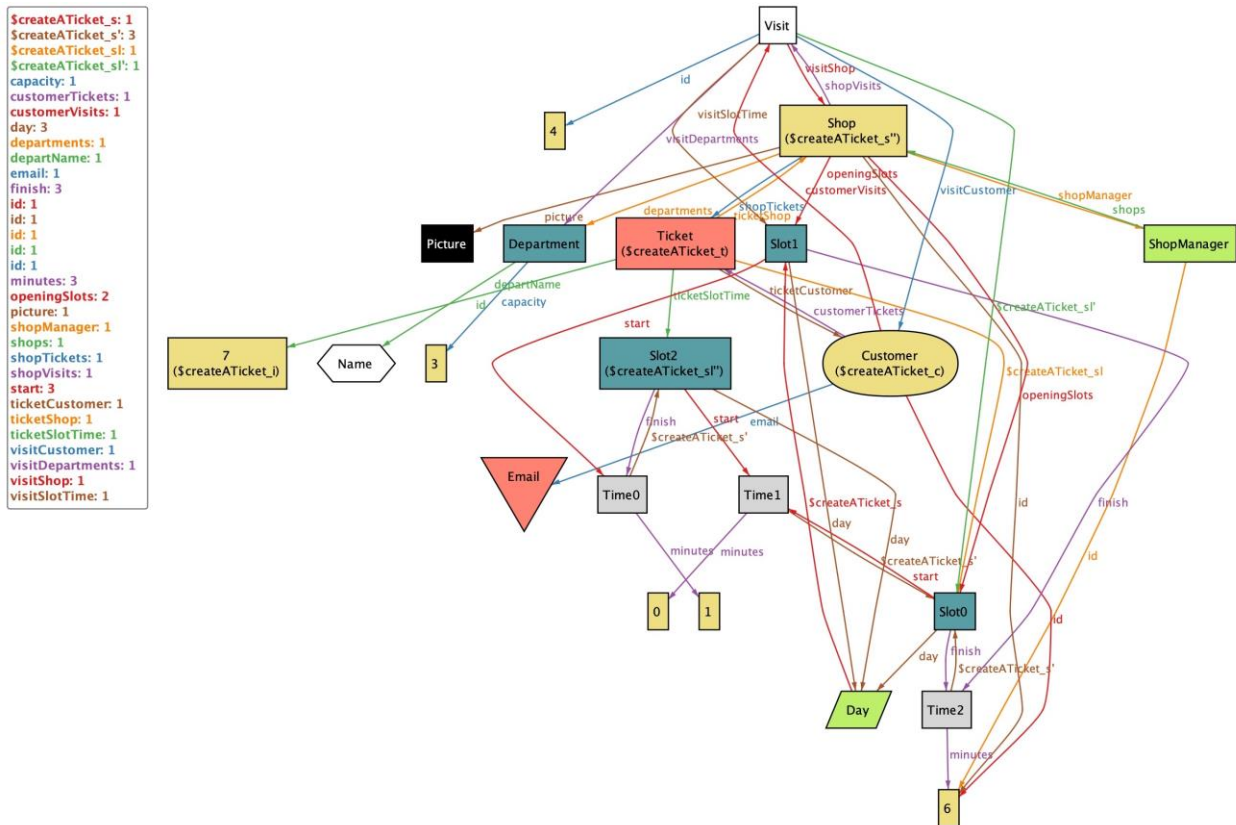 $createATicket_s: 1
$createATicket_s': 3
$createATicket_sl: 1
$createATicket_sl': 1
capacity: 1
customerTickets: 1
customerVisits: 1
day: 3
departments: 1
departName: 1
email: 1
finish: 3
id: 1
id: 1
id: 1
id: 1
id: 1
minutes: 3
openingSlots: 2
picture: 1
shopManager: 1
shops: 1
shopTickets: 1
shopVisits: 1
start: 3
ticketCustomer: 1
ticketShop: 1
ticketSlotTime: 1
visitCustomer: 1
visitDepartments: 1
visitShop: 1
visitSlotTime: 1
Visit
visitShop
id
shopVisits
visitSlotTime
4
Shop
($createATicket_s'')
visitDepartments
openingSlots
customerVisits
visitCustomer
shopManager
shops
shopTickets
departments
ticketShop
picture
Picture
Department
Ticket
($createATicket_t)
Slot1
ShopManager
departName
id
capacity
ticketCustomer
ticketSlotTime
customerTickets
$createATicket_sl'
start
7
($createATicket_i)
Name
3
Slot2
($createATicket_sl'')
Customer
($createATicket_c)
$createATicket_sl
openingSlots
finish
start
email
$createATicket_s'
Email
Time0
Time1
$createATicket_s
id
finish
day
day
minutes
minutes
$createATicket_s'
start
id
0
1
Slot0
id
day
finish
$createATicket_s'
Day
Time2
minutes
6